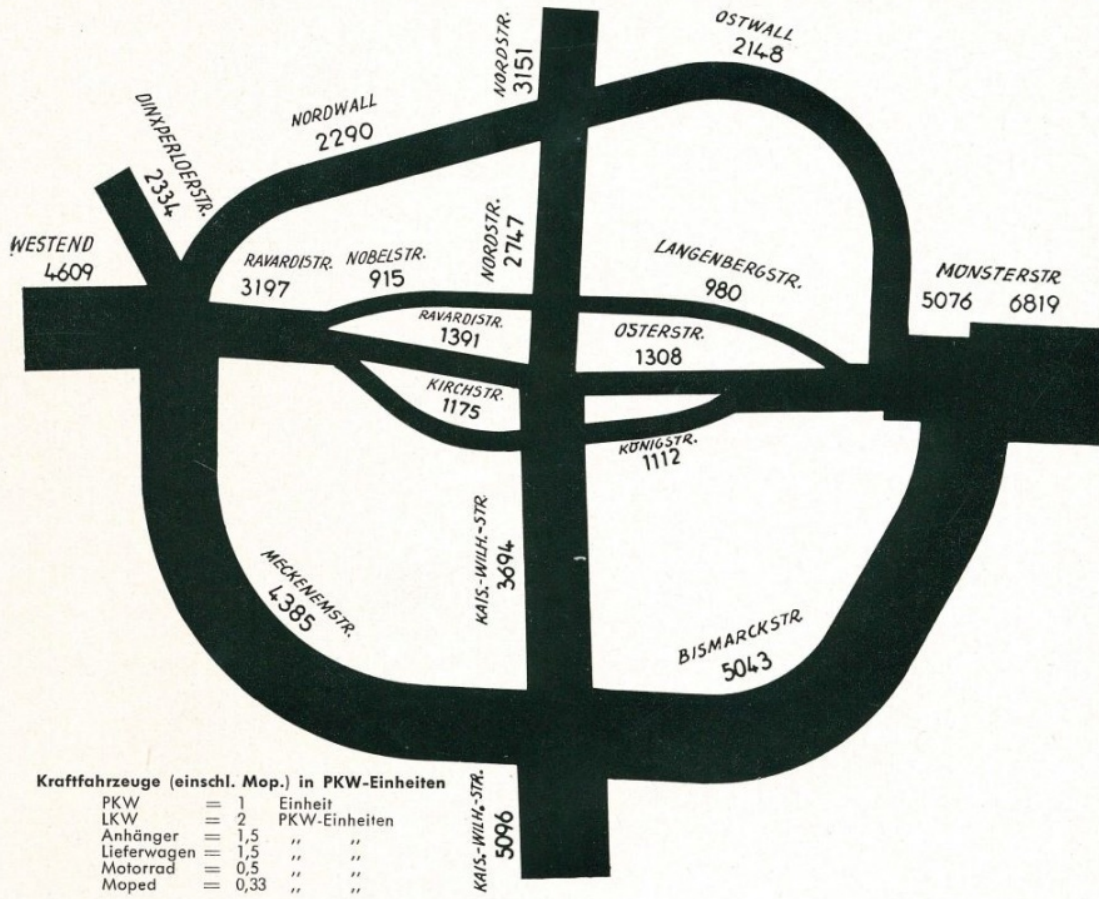 NORDSTR.
3151
OSTWALL
2148
NORDWALL
2290
DINXPERLOERSTR.
2334
WESTEND
4609
RAVARDISTR.
3197
NOBELSTR.
915
NORDSTR.
2747
LANGENBERGSTR.
980
MÖNSTERSTR
5076 6819
RAVARDISTR.
1391
OSTERSTR.
1308
KIRCHSTR.
1175
KÖNIGSTR.
1112
KAIS.-WILH.-STR.
3694
MECKENEMSTR.
4385
BISMARCKSTR
5043
KAIS.-WILH.-STR.
5096
Kraftfahrzeuge (einschl. Mop.) in PKW-Einheiten
PKW = 1 Einheit
LKW = 2 PKW-Einheiten
Anhänger = 1,5 ,, ,,
Lieferwagen = 1,5 ,, ,,
Motorrad = 0,5 ,, ,,
Moped = 0,33 ,, ,,